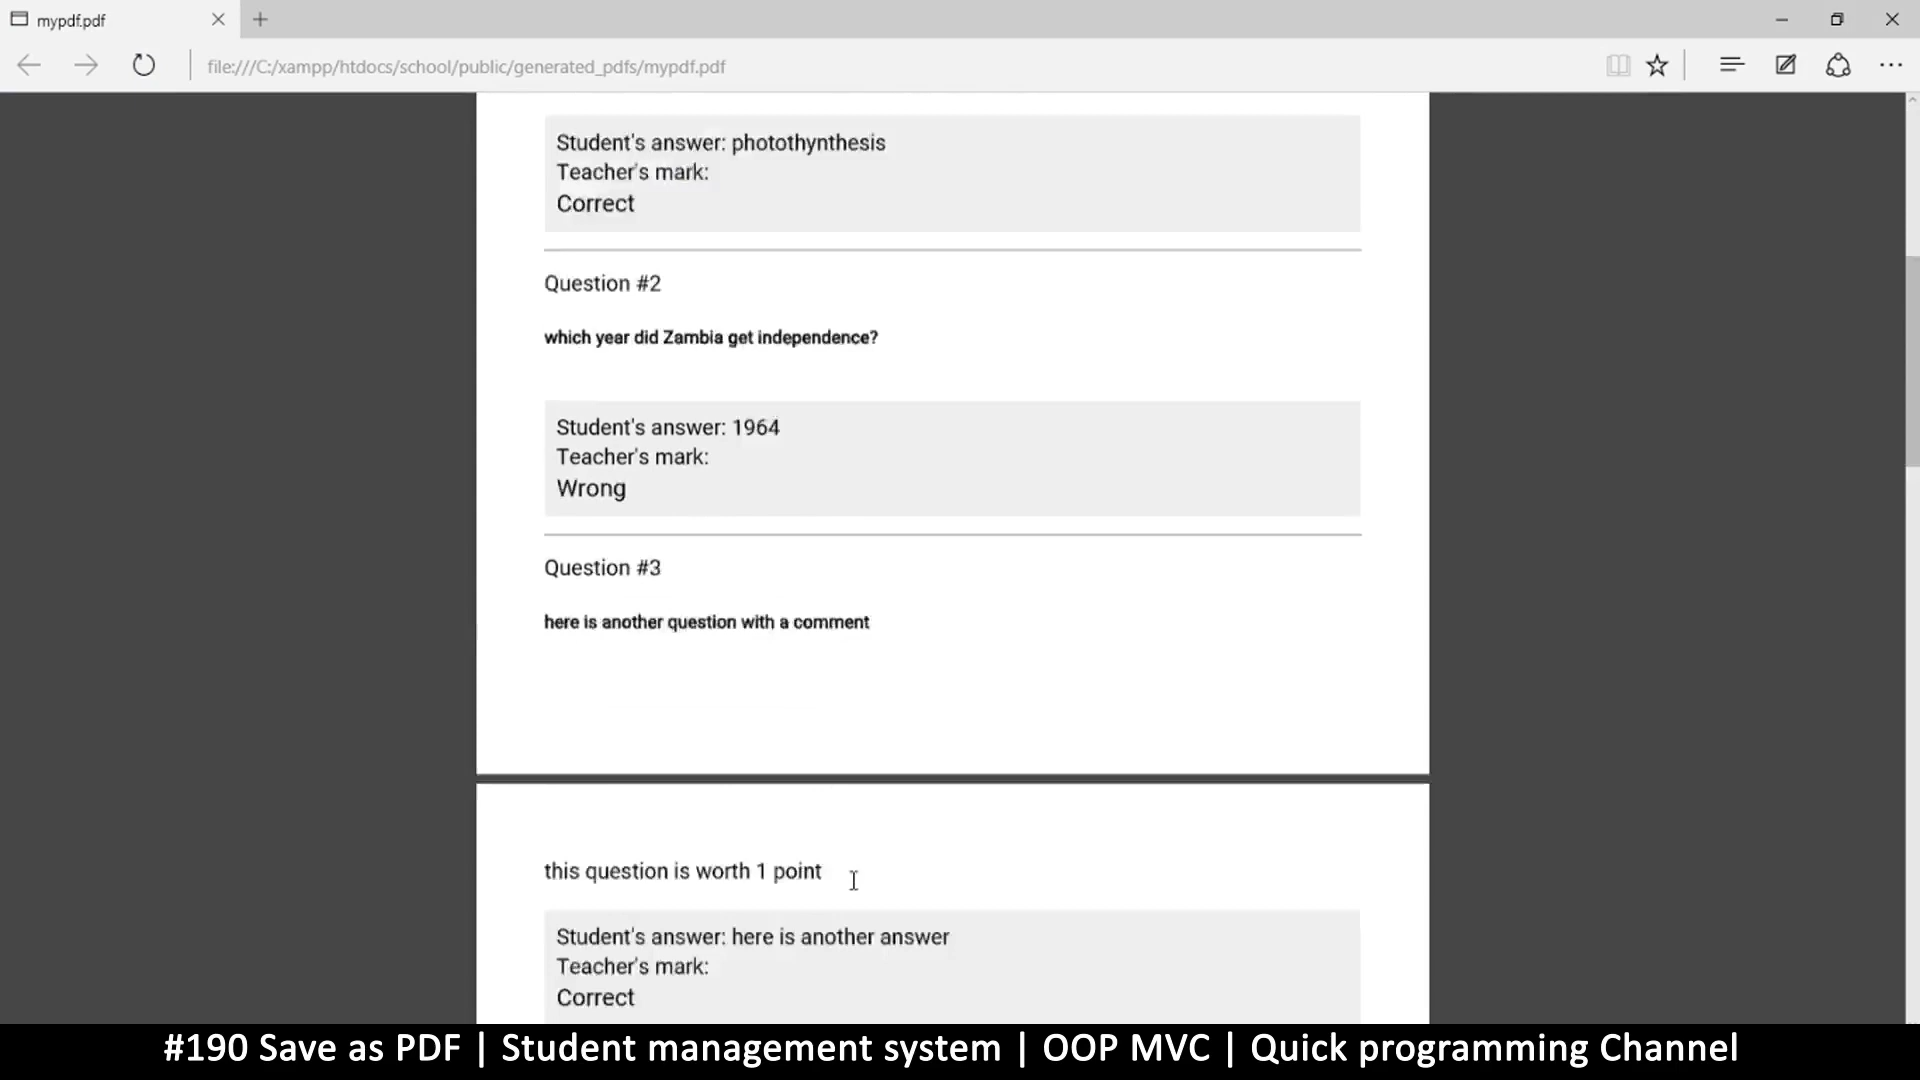 mypdf.pdf
file:///C:/xampp/htdocs/school/public/generated_pdfs/mypdf.pdf
Student's answer: photothynthesis
Teacher's mark:
Correct
Question #2
which year did Zambia get independence?
Student's answer: 1964
Teacher's mark:
Wrong
Question #3
here is another question with a comment
this question is worth 1 point
Student's answer: here is another answer
Teacher's mark:
Correct
#190 Save as PDF | Student management system | OOP MVC | Quick programming Channel